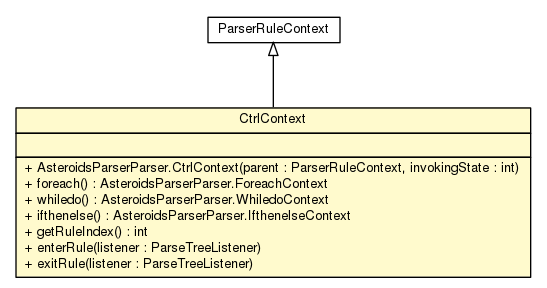 ParserRuleContext
CtrlContext
+ AsteroidsParserParser.CtrlContext(parent : ParserRuleContext, invokingState : int)
+ foreach() : AsteroidsParserParser.ForeachContext
+ whiledo() : AsteroidsParserParser.WhiledoContext
+ ifthenelse() : AsteroidsParserParser.IfthenelseContext
+ getRuleIndex() : int
+ enterRule(listener : ParseTreeListener)
+ exitRule(listener : ParseTreeListener)